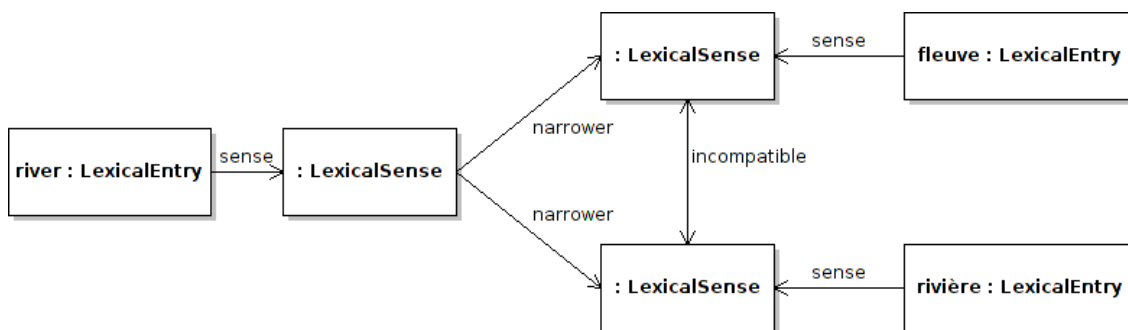 : LexicalSense
sense
fleuve : LexicalEntry
narrower
river : LexicalEntry
sense
: LexicalSense
incompatible
narrower
: LexicalSense
sense
rivière : LexicalEntry